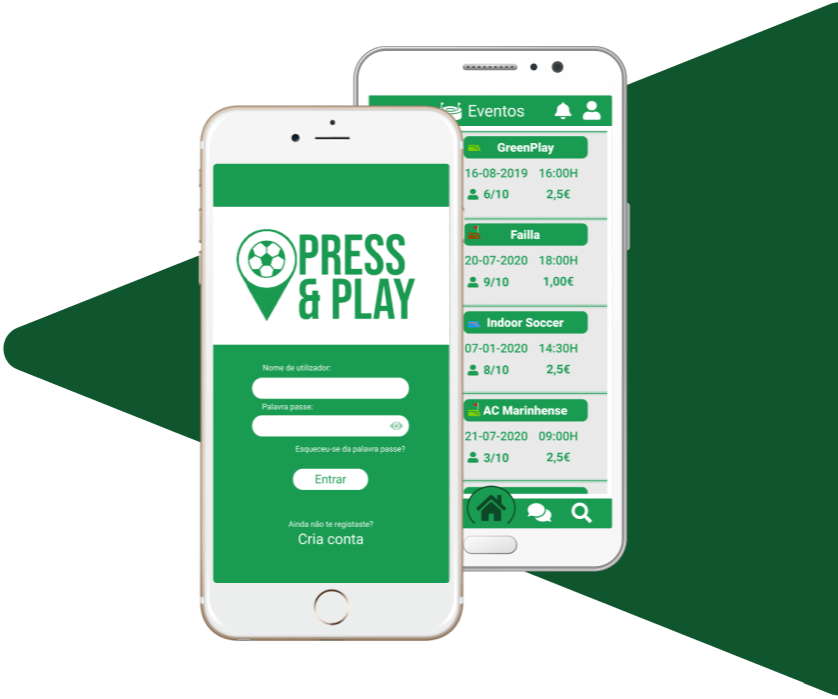 PRESS
& PLAY
Nome de utilizador:
Palavra passe:
Esqueceu-se da palavra passe?
Entrar
Ainda não te registaste?
Cria conta
Eventos
GreenPlay
16-08-2019 16:00H
6/10 2,5€
Failla
20-07-2020 18:00H
9/10 1,00€
Indoor Soccer
07-01-2020 14:30H
8/10 2,5€
AC Marinhense
21-07-2020 09:00H
3/10 2,5€